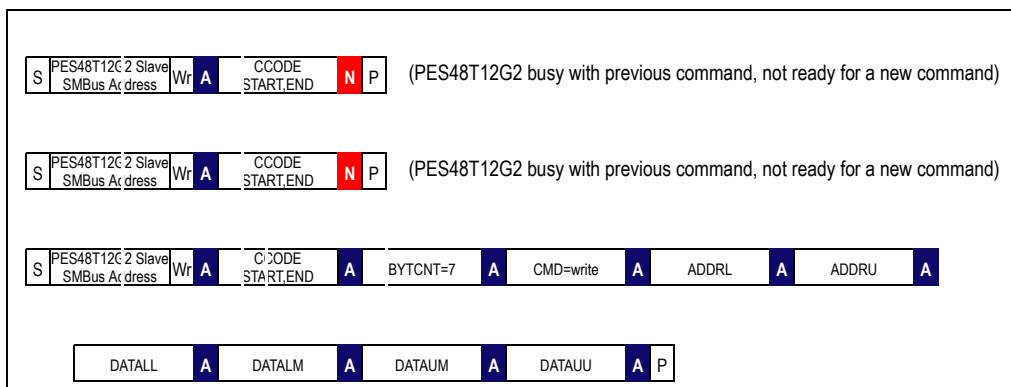 S PES48T12G2 Slave SMBus Address Wr A CCODE START,END N P (PES48T12G2 busy with previous command, not ready for a new command)
S PES48T12G2 Slave SMBus Address Wr A CCODE START,END N P (PES48T12G2 busy with previous command, not ready for a new command)
S PES48T12G2 Slave SMBus Address Wr A CCODE START,END A BYTCNT=7 A CMD=write A ADDRL A ADDRU A
DATALL A DATALM A DATAUM A DATAUU A P